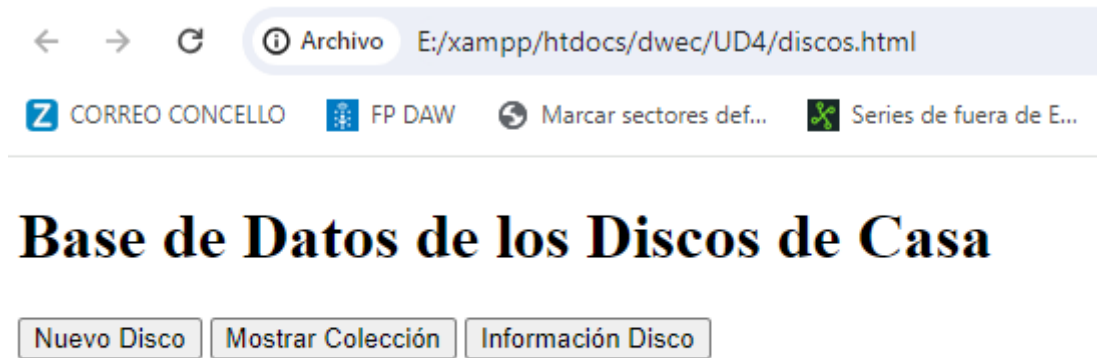 Archivo E:/xampp/htdocs/dwec/UD4/discos.html
Z CORREO CONCELLO FP DAW Marcar sectores def... Series de fuera de E...
Base de Datos de los Discos de Casa
Nuevo Disco Mostrar Colección Información Disco